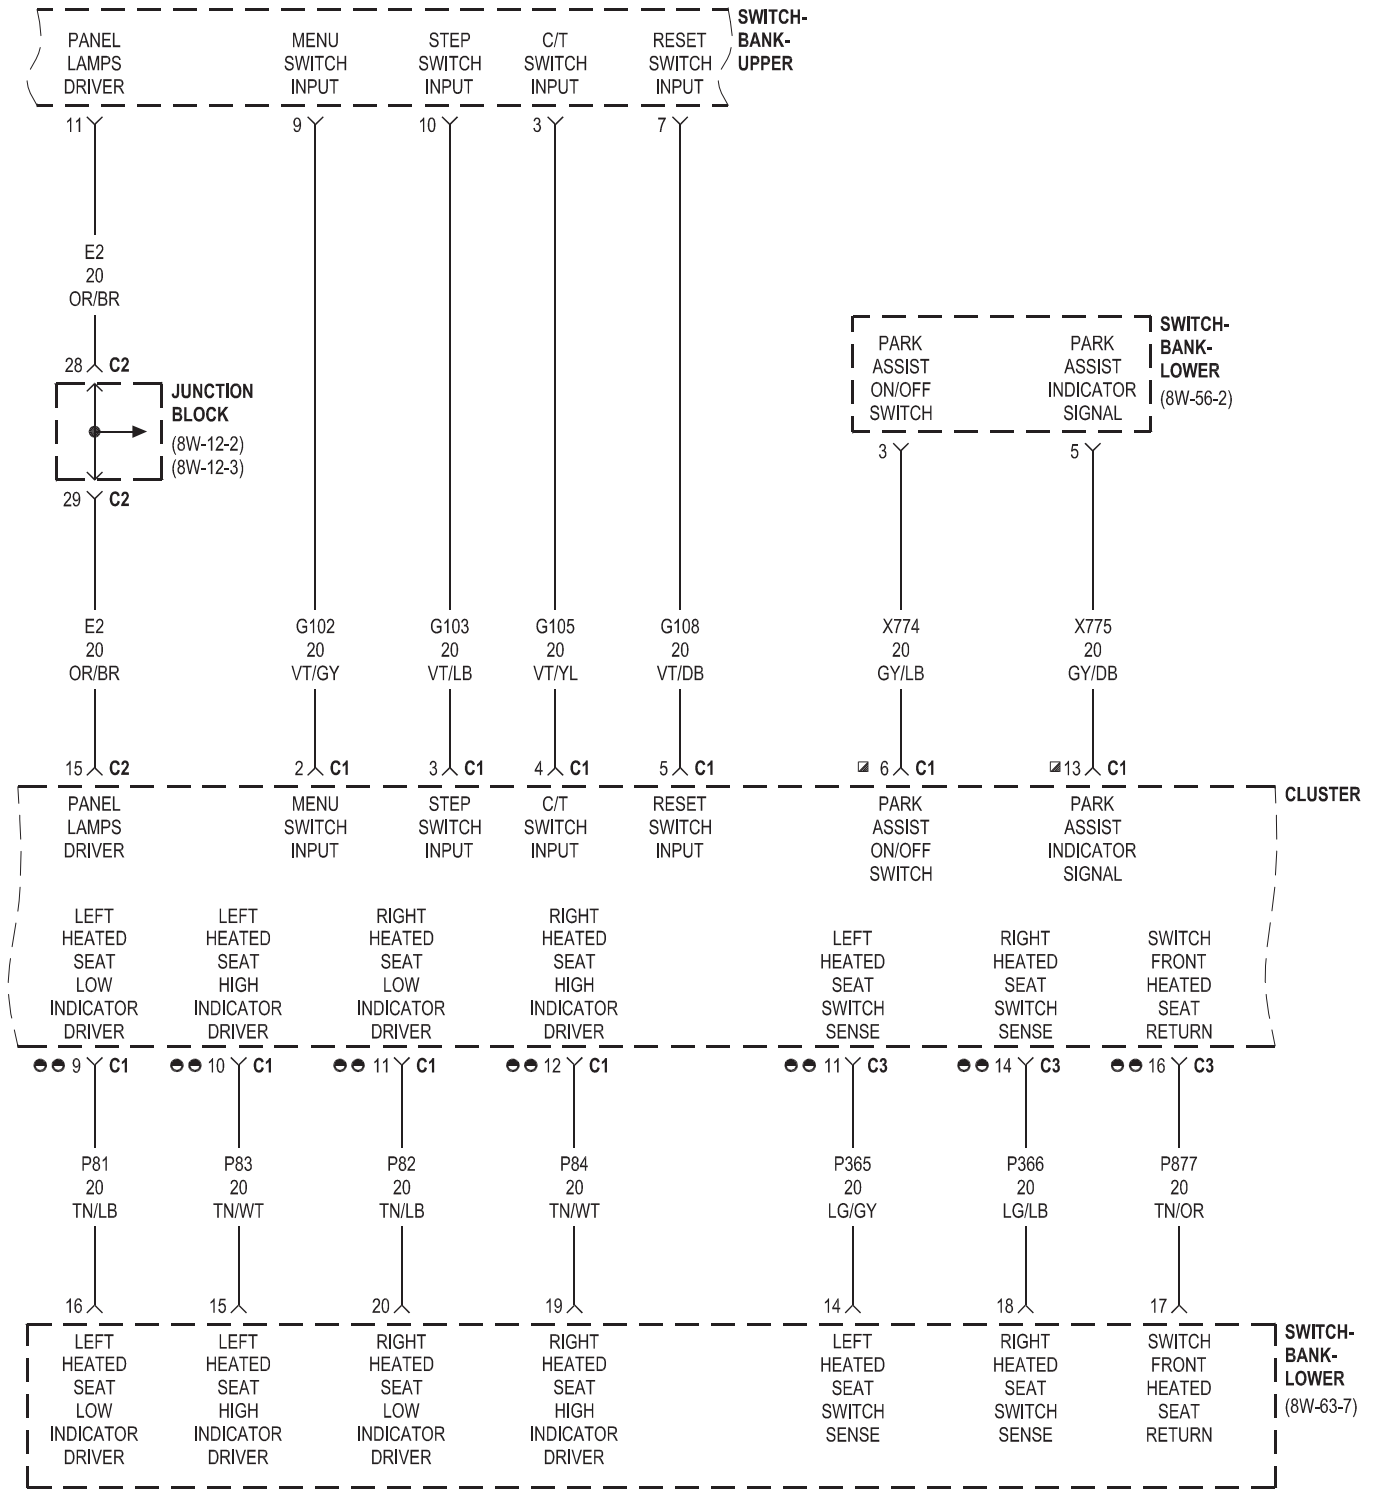 SWITCH-
BANK-
UPPER
PANEL
LAMPS
DRIVER
MENU
SWITCH
INPUT
STEP
SWITCH
INPUT
C/T
SWITCH
INPUT
RESET
SWITCH
INPUT
11
9
10
3
7
E2
20
OR/BR
28 C2
JUNCTION
BLOCK
(8W-12-2)
(8W-12-3)
29 C2
SWITCH-
BANK-
LOWER
(8W-56-2)
PARK
ASSIST
ON/OFF
SWITCH
PARK
ASSIST
INDICATOR
SIGNAL
3
5
E2
20
OR/BR
G102
20
VT/GY
G103
20
VT/LB
G105
20
VT/YL
G108
20
VT/DB
X774
20
GY/LB
X775
20
GY/DB
15 C2
2 C1
3 C1
4 C1
5 C1
6 C1
13 C1
CLUSTER
PANEL
LAMPS
DRIVER
MENU
SWITCH
INPUT
STEP
SWITCH
INPUT
C/T
SWITCH
INPUT
RESET
SWITCH
INPUT
PARK
ASSIST
ON/OFF
SWITCH
PARK
ASSIST
INDICATOR
SIGNAL
LEFT
HEATED
SEAT
LOW
INDICATOR
DRIVER
LEFT
HEATED
SEAT
HIGH
INDICATOR
DRIVER
RIGHT
HEATED
SEAT
LOW
INDICATOR
DRIVER
RIGHT
HEATED
SEAT
HIGH
INDICATOR
DRIVER
LEFT
HEATED
SEAT
SWITCH
SENSE
RIGHT
HEATED
SEAT
SWITCH
SENSE
SWITCH
FRONT
HEATED
SEAT
RETURN
9 C1
10 C1
11 C1
12 C1
11 C3
14 C3
16 C3
P81
20
TN/LB
P83
20
TN/WT
P82
20
TN/LB
P84
20
TN/WT
P365
20
LG/GY
P366
20
LG/LB
P877
20
TN/OR
16
15
20
19
14
18
17
LEFT
HEATED
SEAT
LOW
INDICATOR
DRIVER
LEFT
HEATED
SEAT
HIGH
INDICATOR
DRIVER
RIGHT
HEATED
SEAT
LOW
INDICATOR
DRIVER
RIGHT
HEATED
SEAT
HIGH
INDICATOR
DRIVER
LEFT
HEATED
SEAT
SWITCH
SENSE
RIGHT
HEATED
SEAT
SWITCH
SENSE
SWITCH
FRONT
HEATED
SEAT
RETURN
SWITCH-
BANK-
LOWER
(8W-63-7)